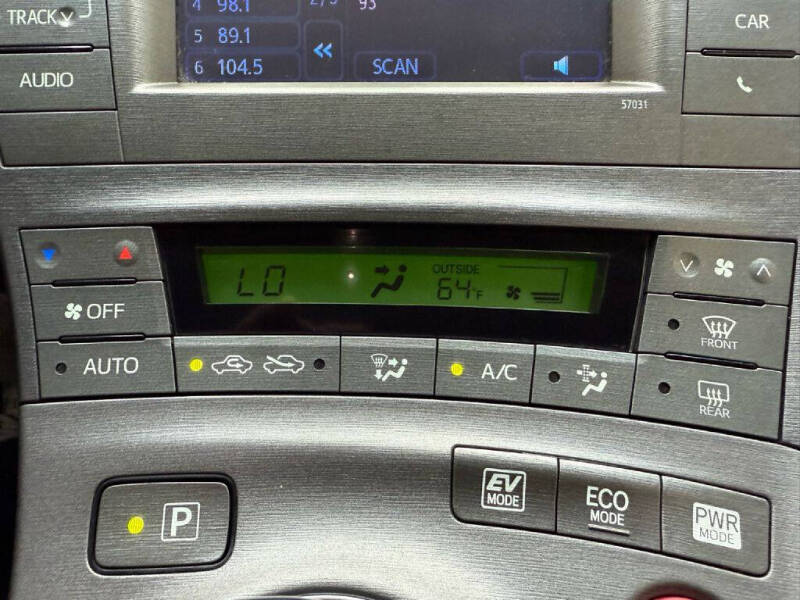 TRACK
4 98.1
93
5 89.1
6 104.5
SCAN
AUDIO
CAR
57031
LO
OUTSIDE
64°F
OFF
AUTO
A/C
FRONT
REAR
P
EV
MODE
ECO
MODE
PWR
MODE